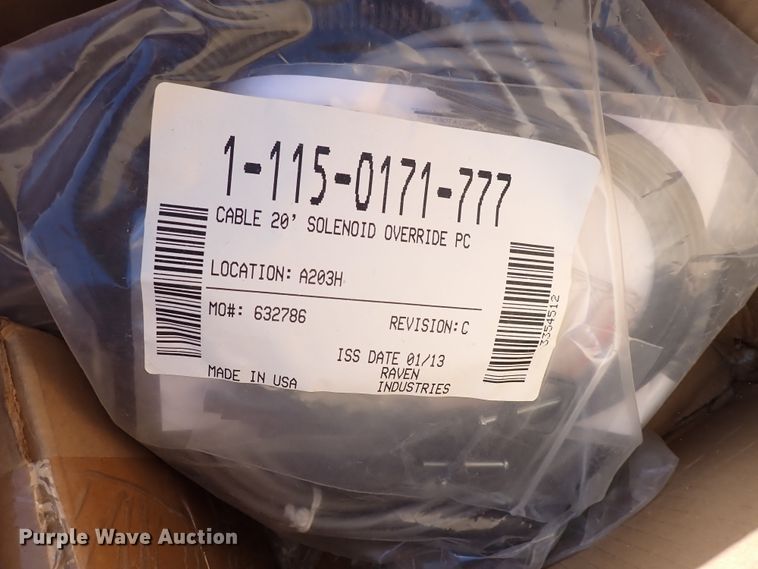 1-115-0171-777
CABLE 20' SOLENOID OVERRIDE PC
LOCATION: A203H
MO#: 632786
REVISION: C
3354512
ISS DATE 01/13
MADE IN USA
RAVEN
INDUSTRIES
Purple Wave Auction